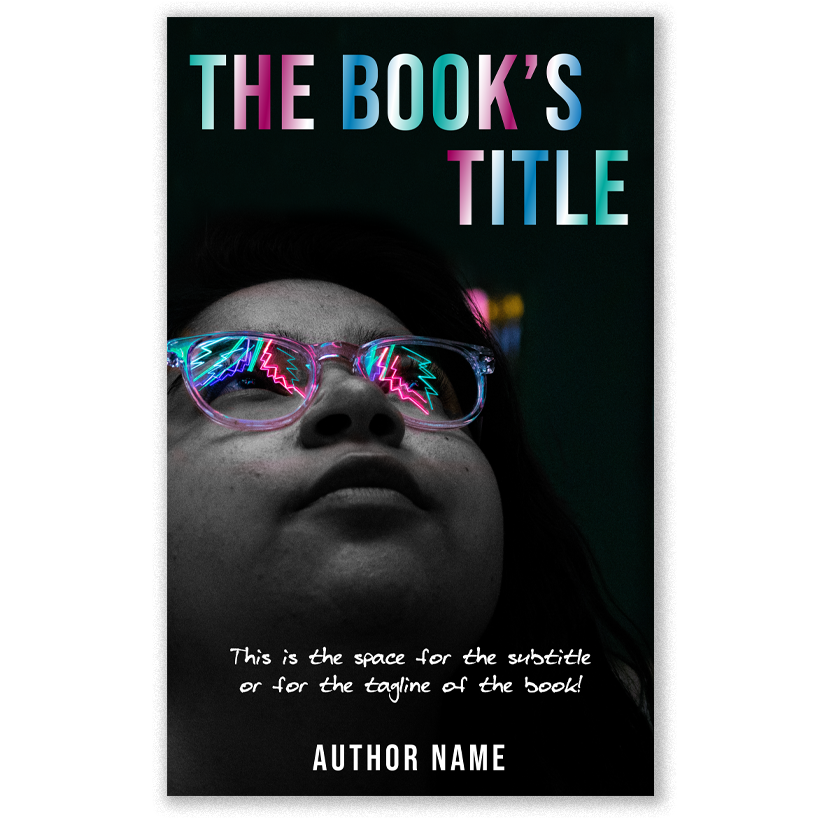 THE BOOK’S
TITLE
This is the space for the subtitle
or for the tagline of the book!
AUTHOR NAME